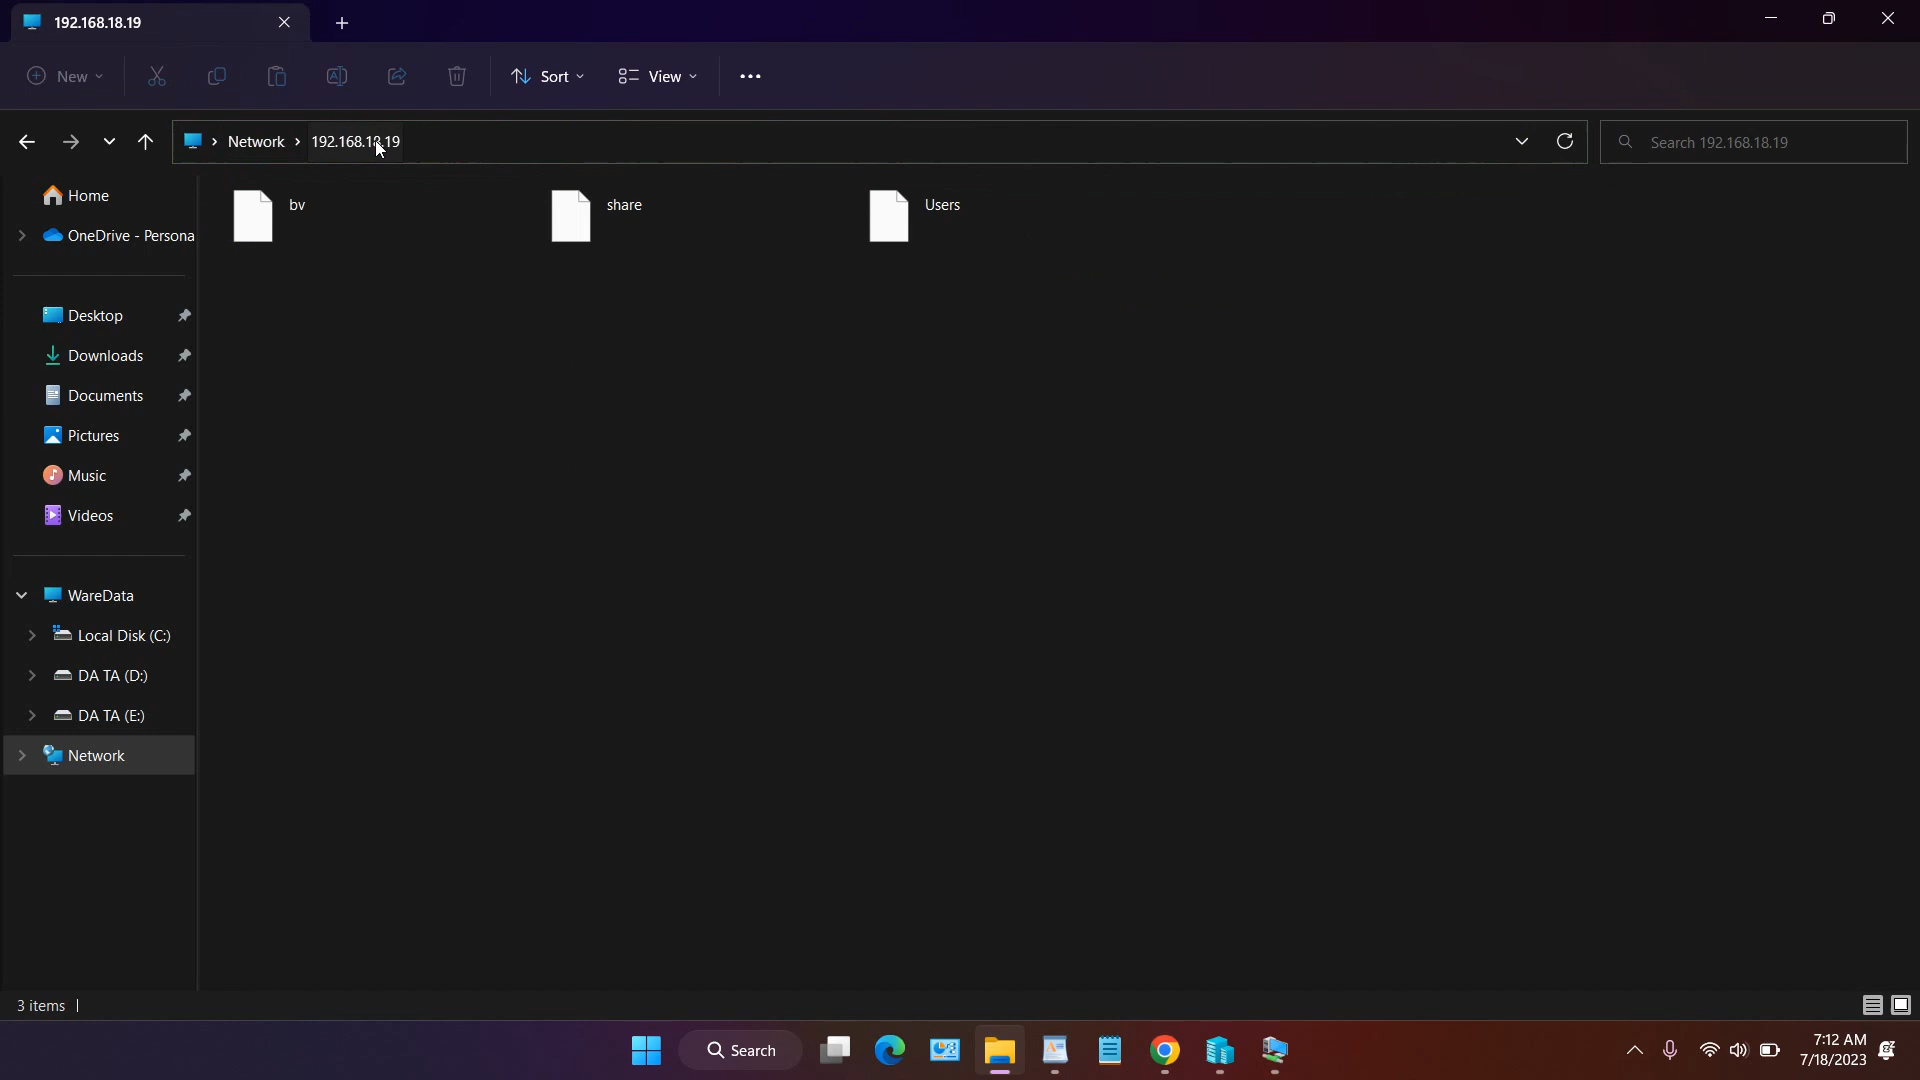 192.168.18.19
New
Sort
View
Network
192.168.18.19
Search 192.168.18.19
Home
OneDrive - Persona
Desktop
Downloads
Documents
Pictures
Music
Videos
WareData
Local Disk (C:)
DA TA (D:)
DA TA (E:)
Network
bv
share
Users
3 items
Search
7:12 AM
7/18/2023